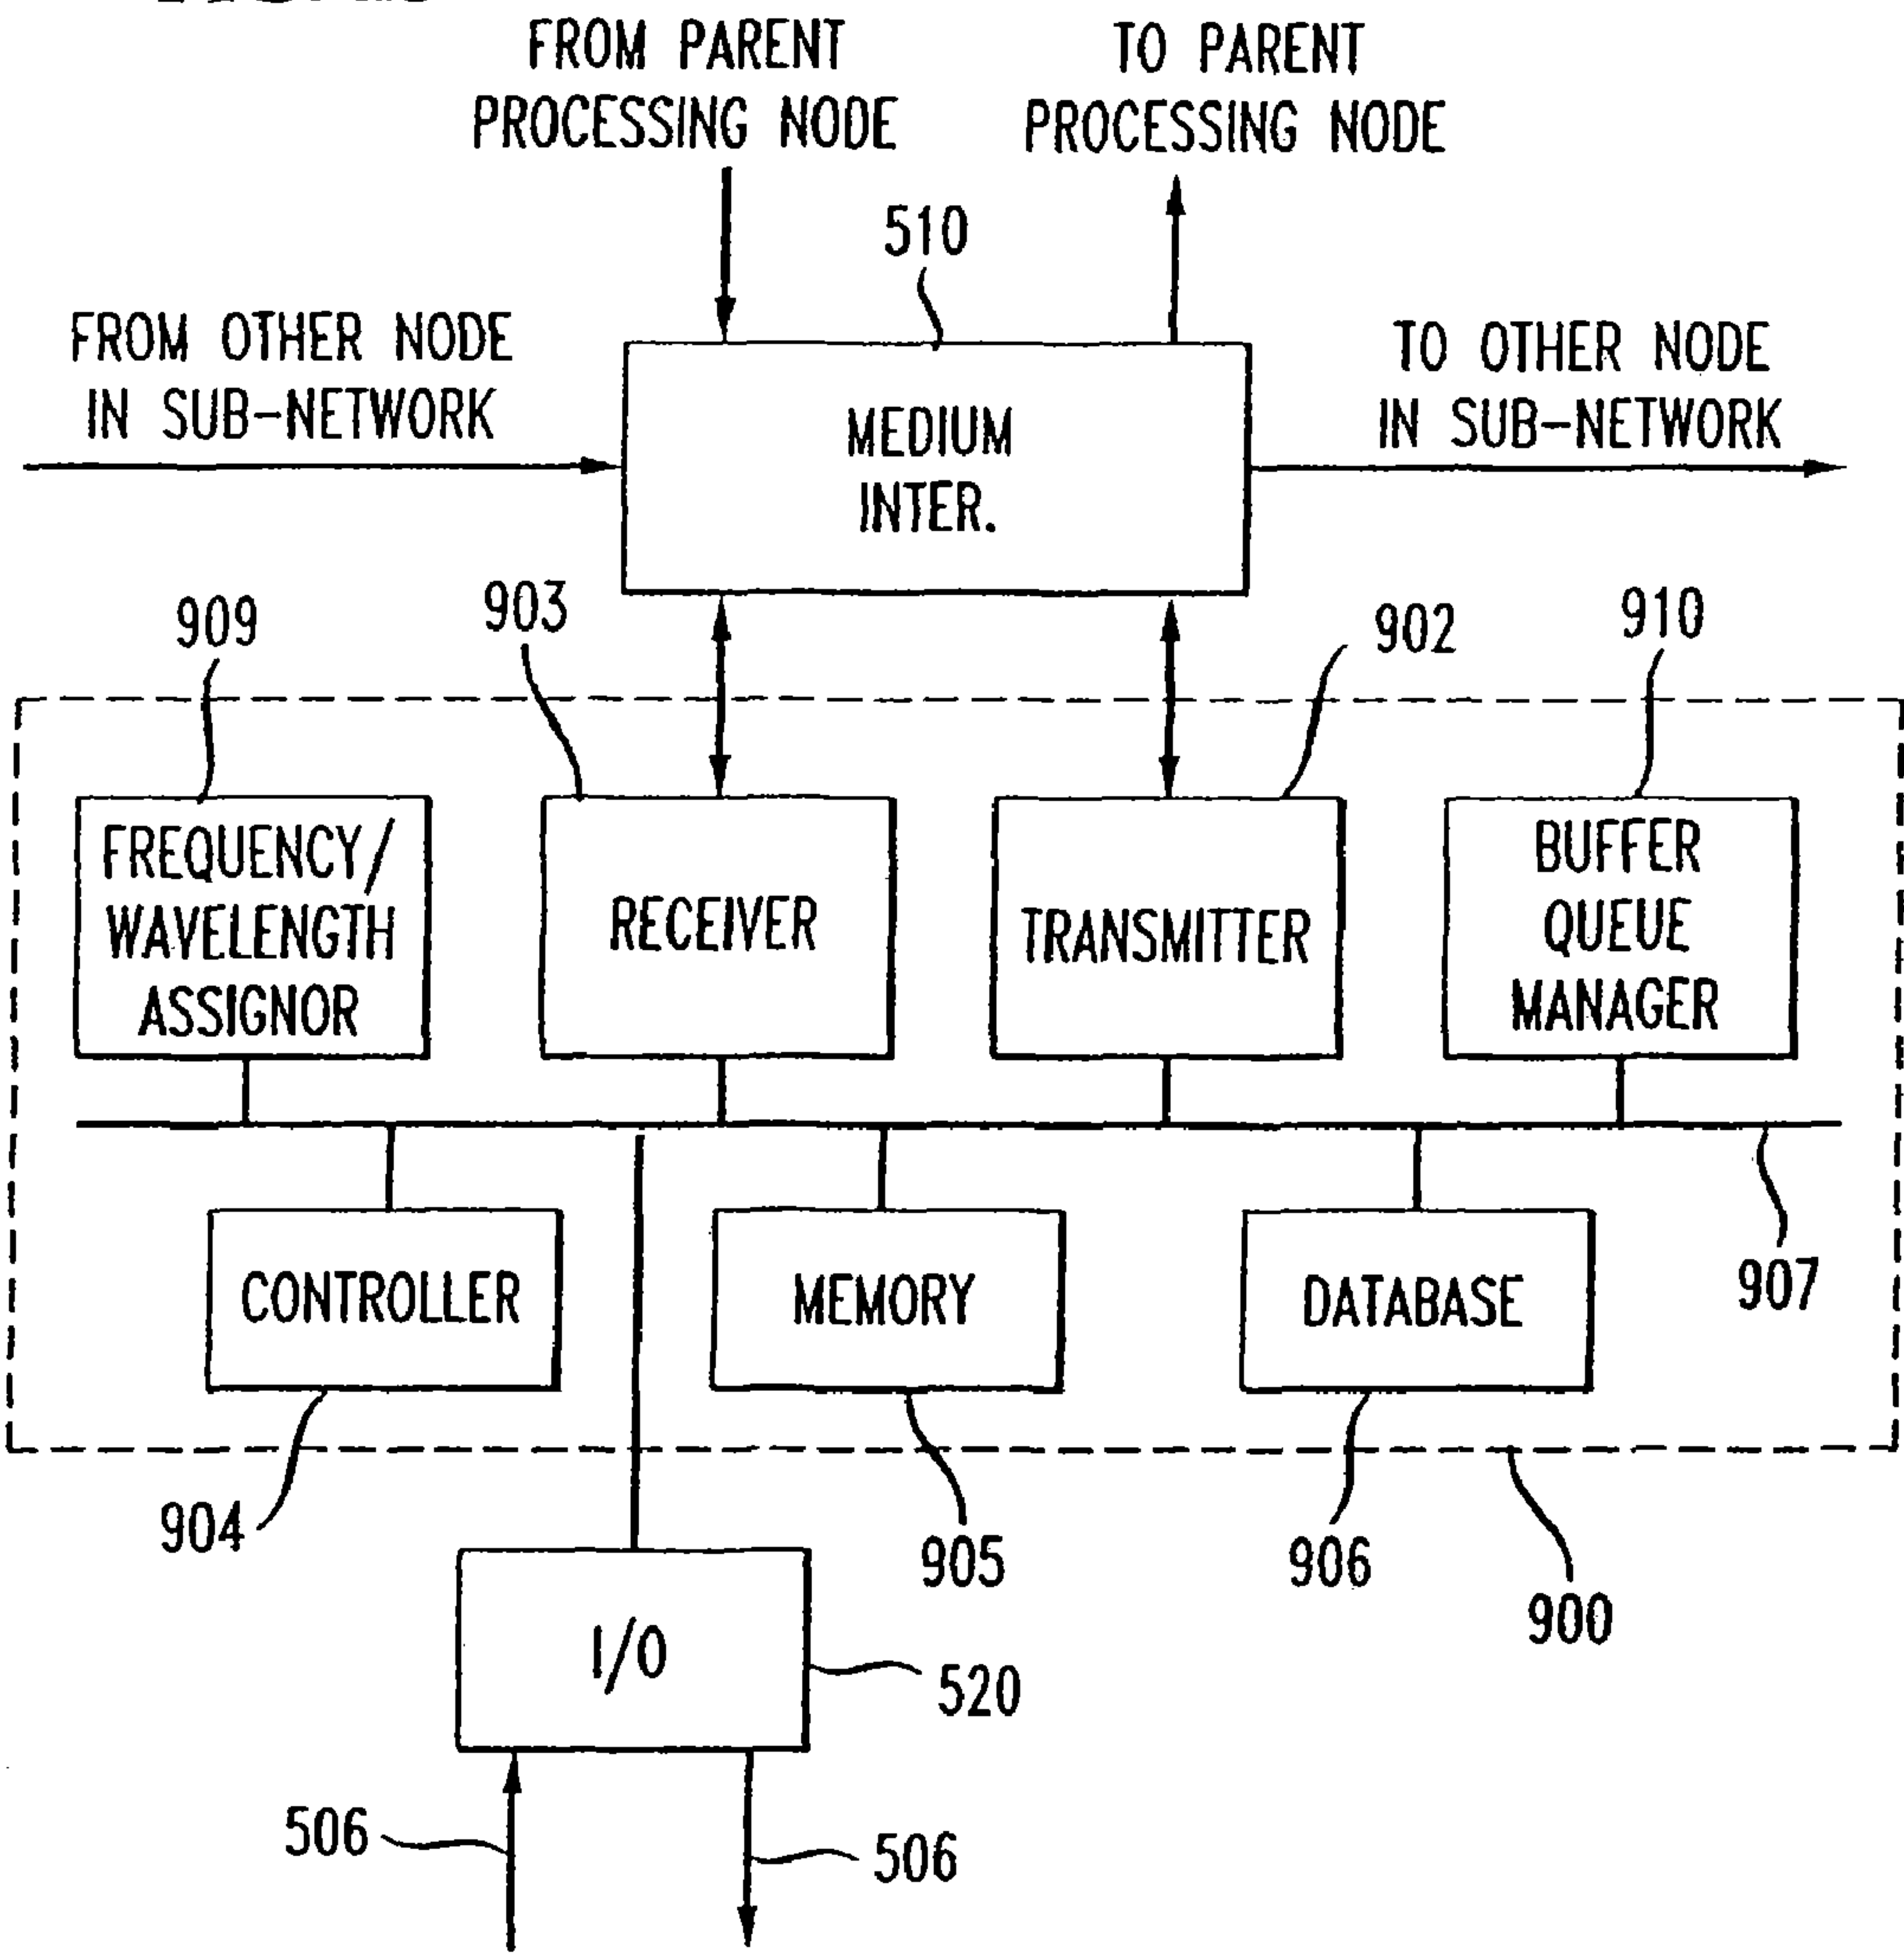 FROM PARENT
PROCESSING NODE
TO PARENT
PROCESSING NODE
510
FROM OTHER NODE
IN SUB-NETWORK
TO OTHER NODE
IN SUB-NETWORK
MEDIUM
INTER.
909
903
902
910
FREQUENCY/
WAVELENGTH
ASSIGNOR
RECEIVER
TRANSMITTER
BUFFER
QUEUE
MANAGER
CONTROLLER
MEMORY
DATABASE
907
904
905
906
900
I/O
520
506
506